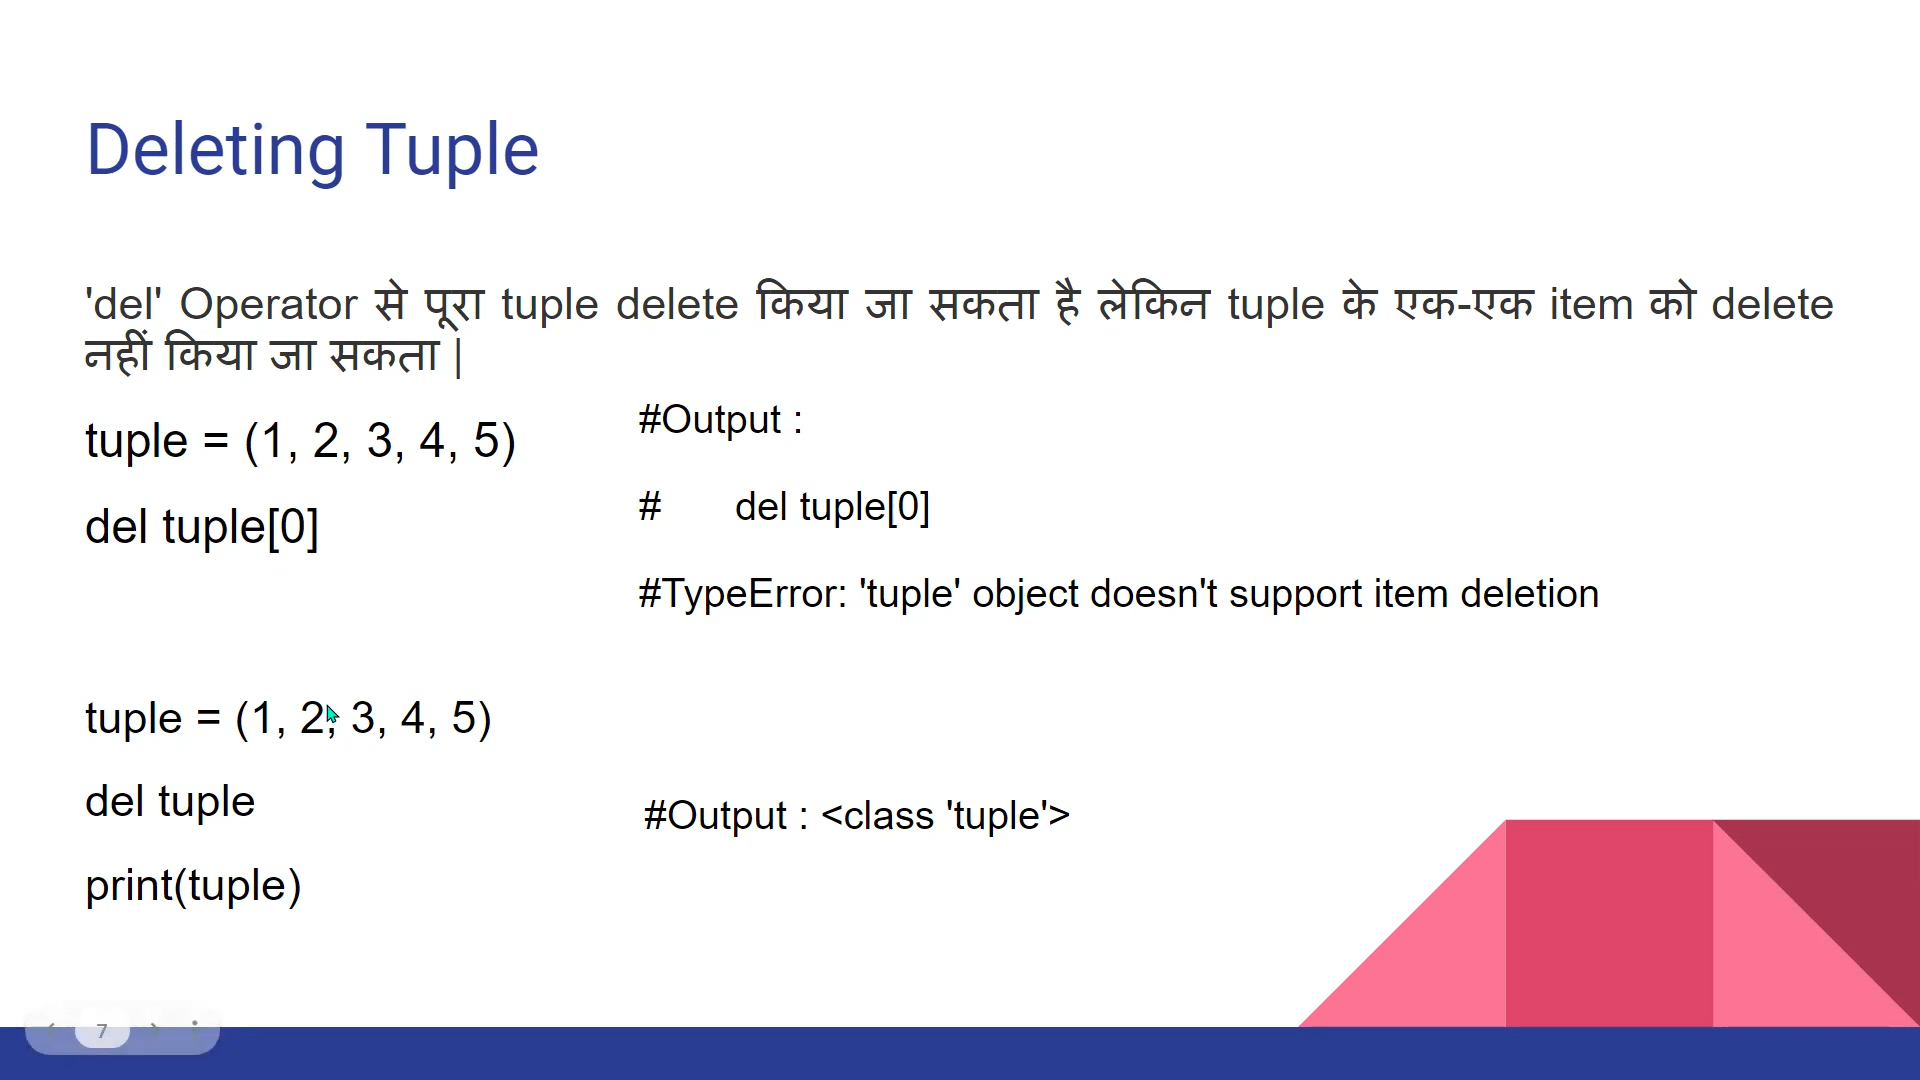 Deleting Tuple
'del' Operator से पूरा tuple delete किया जा सकता है लेकिन tuple के एक-एक item को delete
नहीं किया जा सकता |
tuple = (1, 2, 3, 4, 5)
del tuple[0]
#Output :
# del tuple[0]
#TypeError: 'tuple' object doesn't support item deletion
tuple = (1, 2, 3, 4, 5)
del tuple
print(tuple)
#Output : <class 'tuple'>
7